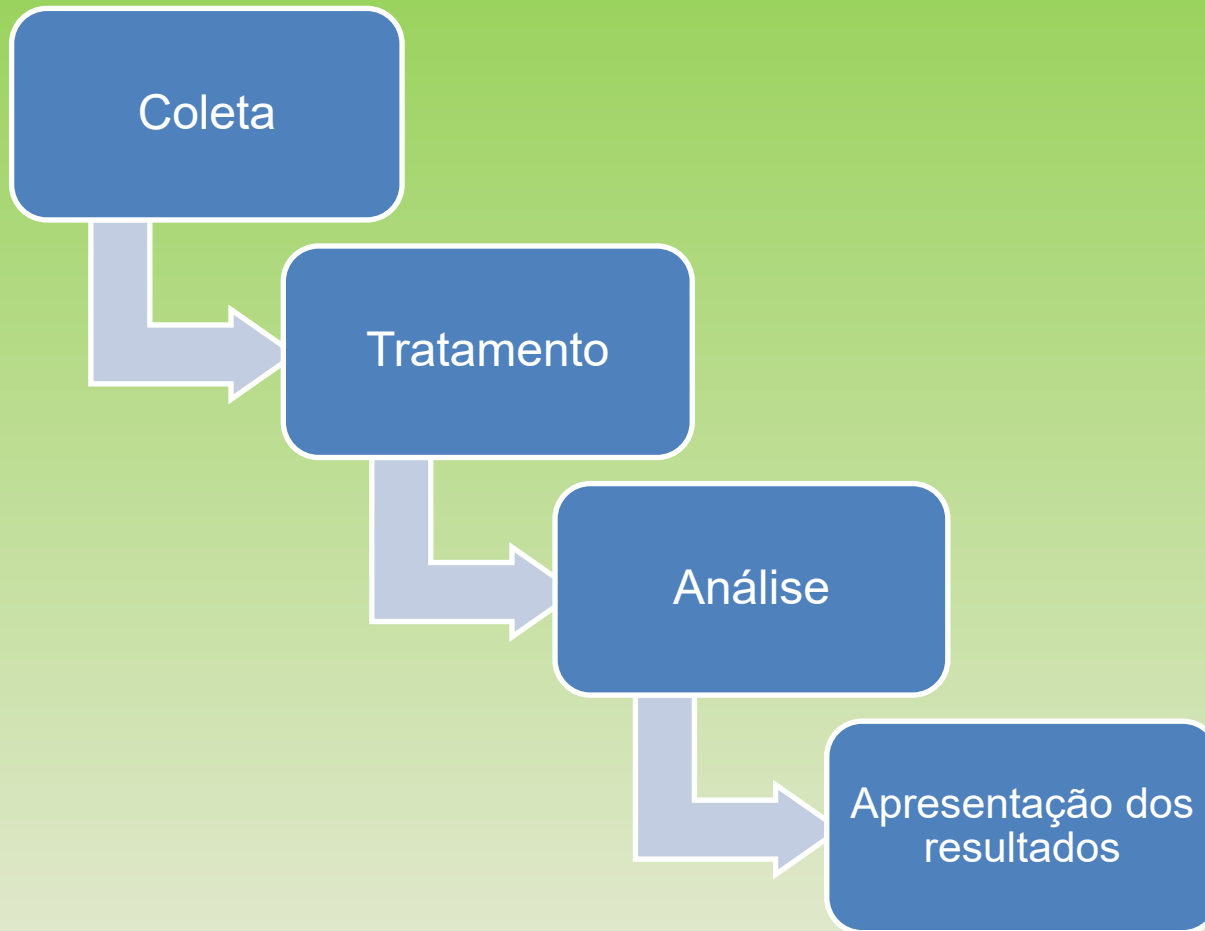 Coleta
Tratamento
Análise
Apresentação dos
resultados